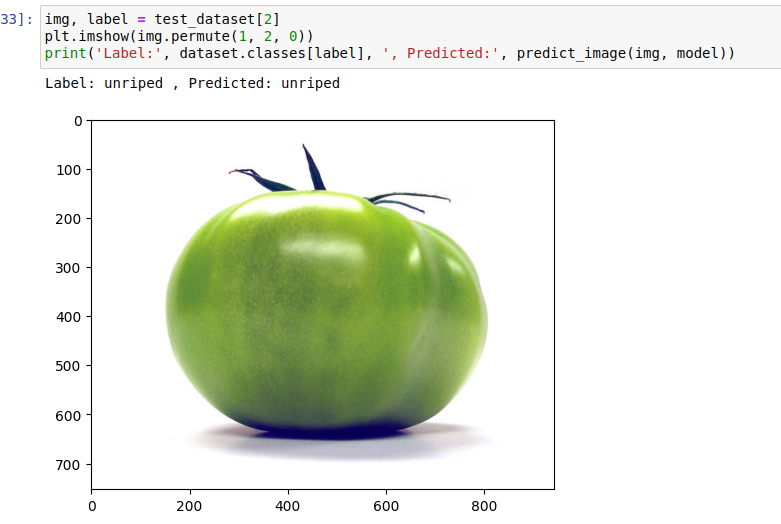 33]:
img, label = test_dataset[2]
plt.imshow(img.permute(1, 2, 0))
print('Label:', dataset.classes[label], ', Predicted:', predict_image(img, model))
Label: unriped , Predicted: unriped
0
100
200
300
400
500
600
700
0 200 400 600 800